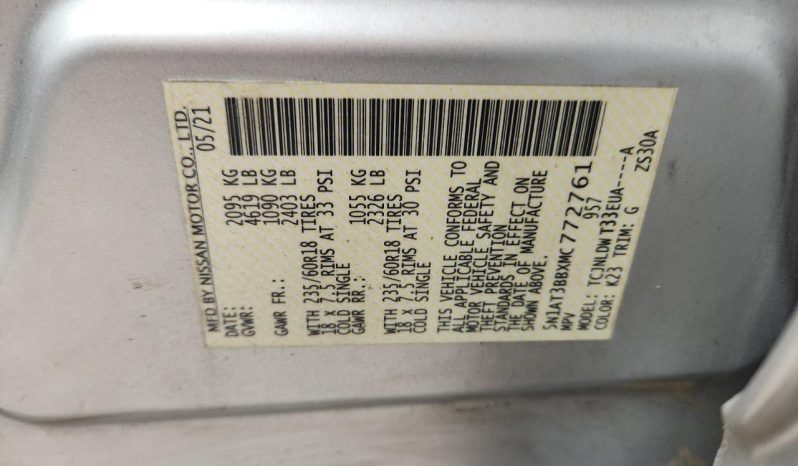 MFD BY NISSAN MOTOR CO., LTD.
DATE: 05/21
GVWR: 2095 KG
4619 LB
GAWR FR.: 1090 KG
2403 LB
WITH 235/60R18 TIRES
18 X 7.5 RIMS AT 33 PSI
COLD SINGLE
GAWR RR.: 1055 KG
2326 LB
WITH 235/60R18 TIRES
18 X 7.5 RIMS AT 30 PSI
COLD SINGLE
THIS VEHICLE CONFORMS TO
ALL APPLICABLE FEDERAL
MOTOR VEHICLE SAFETY AND
THEFT PREVENTION
STANDARDS IN EFFECT ON
THE DATE OF MANUFACTURE
SHOWN ABOVE.
5N1AT3BBXMC772761
MPV 957
MODEL: TCJNLDWT33EUA----A
COLOR: K23 TRIM: G ZS30A